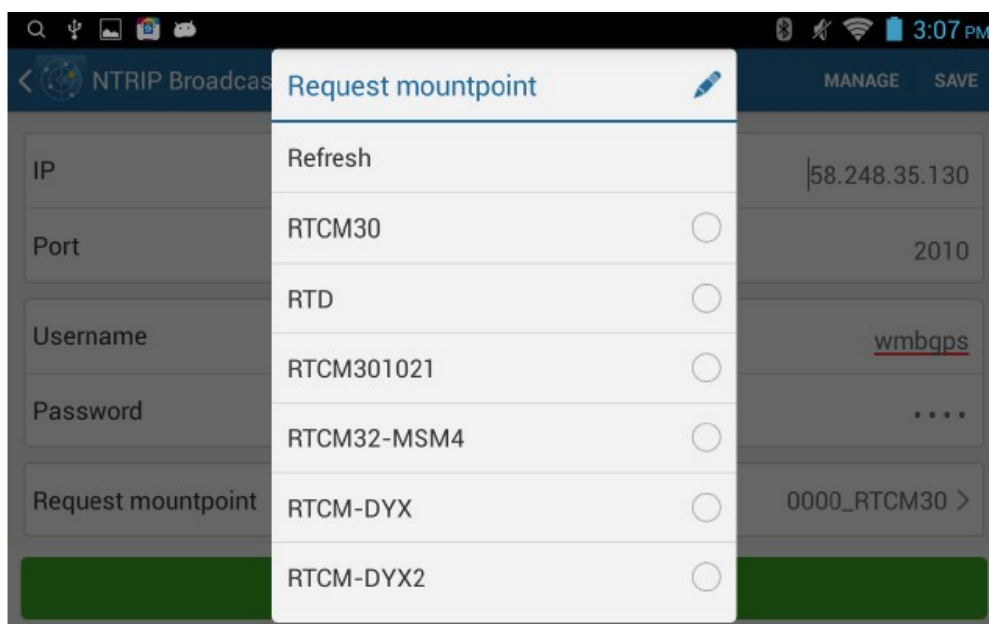 3:07 PM
NTRIP Broadcas
MANAGE SAVE
Request mountpoint
Refresh
RTCM30
RTD
RTCM301021
RTCM32-MSM4
RTCM-DYX
RTCM-DYX2
IP 58.248.35.130
Port 2010
Username wmbgps
Password ••••
Request mountpoint 0000_RTCM30 >